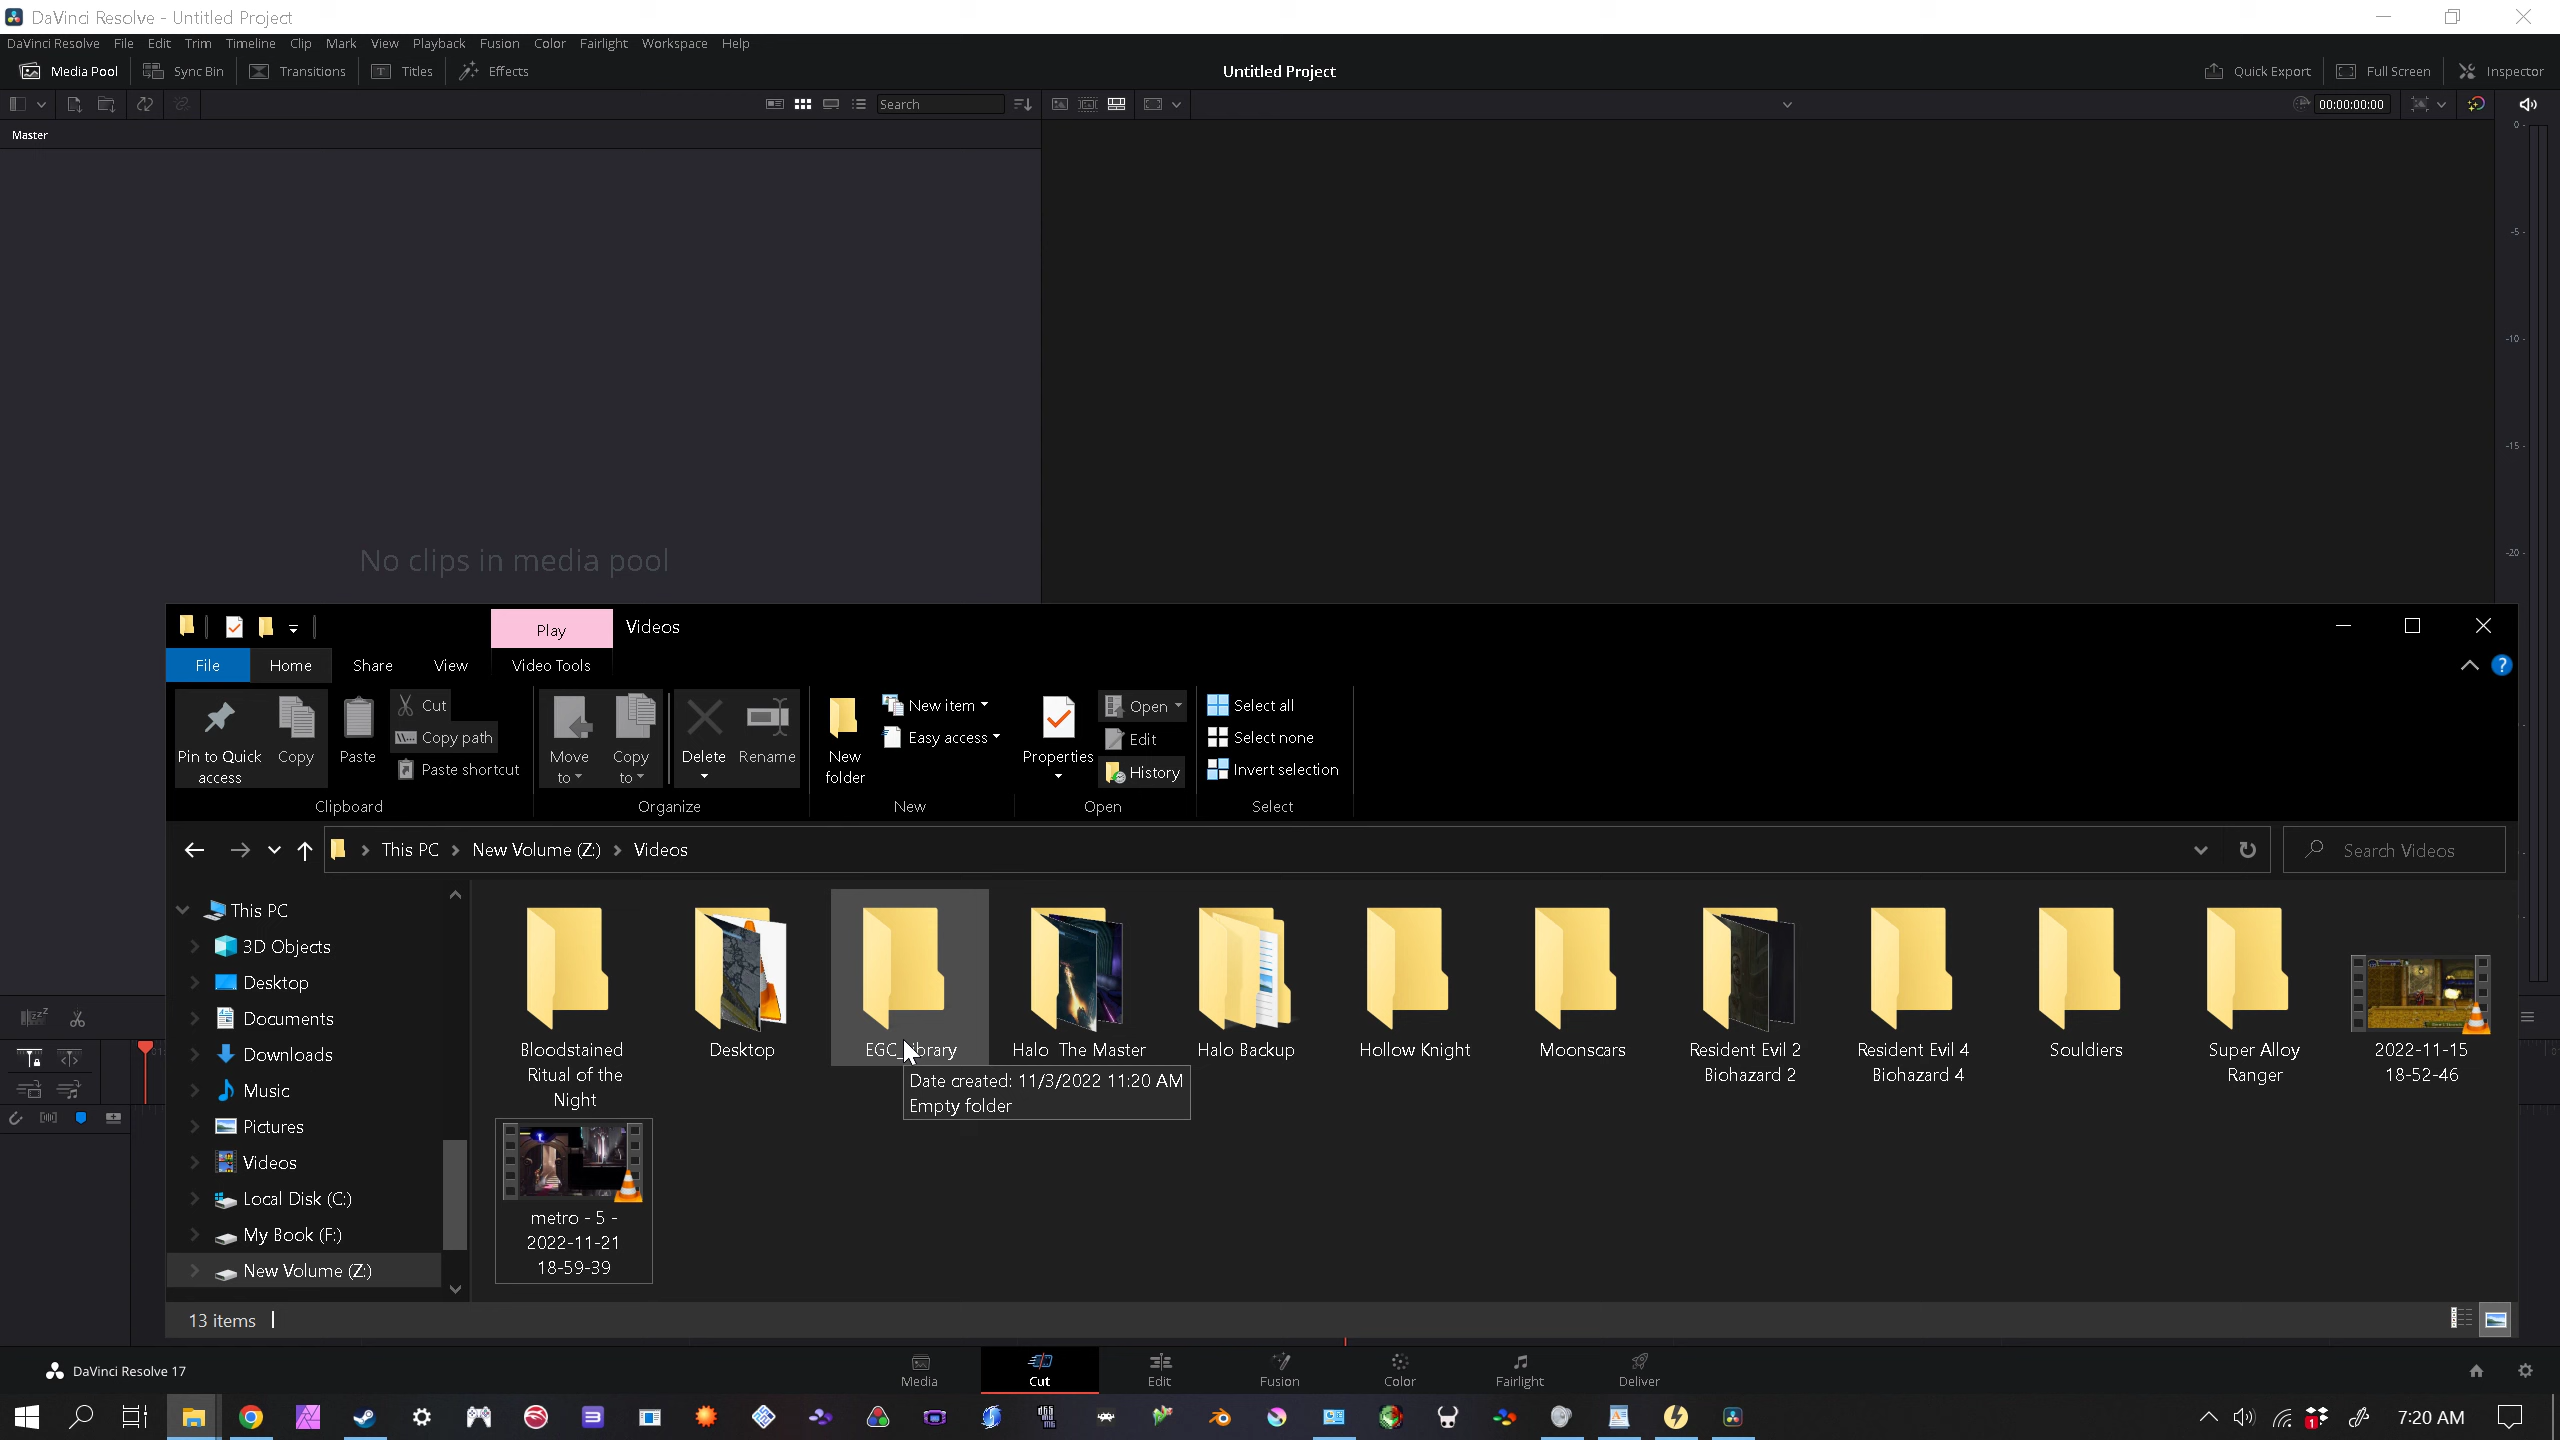 DaVinci Resolve - Untitled Project
DaVinci Resolve File Edit Trim Timeline Clip Mark View Playback Fusion Color Fairlight Workspace Help
Media Pool Sync Bin Transitions Titles Effects
Untitled Project
Quick Export Full Screen Inspector
Search
00:00:00:00
Master
0
-5
-10
-15
-20
No clips in media pool
Play
Videos
File Home Share View Video Tools
Pin to Quick access
Copy
Paste
Cut
Copy path
Paste shortcut
Clipboard
Move to
Copy to
Delete
Rename
Organize
New folder
New item
Easy access
New
Properties
Open
Edit
History
Open
Select all
Select none
Invert selection
Select
This PC > New Volume (Z:) > Videos
Search Videos
This PC
3D Objects
Desktop
Documents
Downloads
Music
Pictures
Videos
Local Disk (C:)
My Book (F:)
New Volume (Z:)
Bloodstained
Ritual of the
Night
Desktop
Halo The Master
Halo Backup
Hollow Knight
Moonscars
Resident Evil 2
Biohazard 2
Resident Evil 4
Biohazard 4
Souldiers
Super Alloy
Ranger
2022-11-15
18-52-46
Date created: 11/3/2022 11:20 AM
Empty folder
metro - 5 -
2022-11-21
18-59-39
13 items
DaVinci Resolve 17
Media Cut Edit Fusion Color Fairlight Deliver
7:20 AM